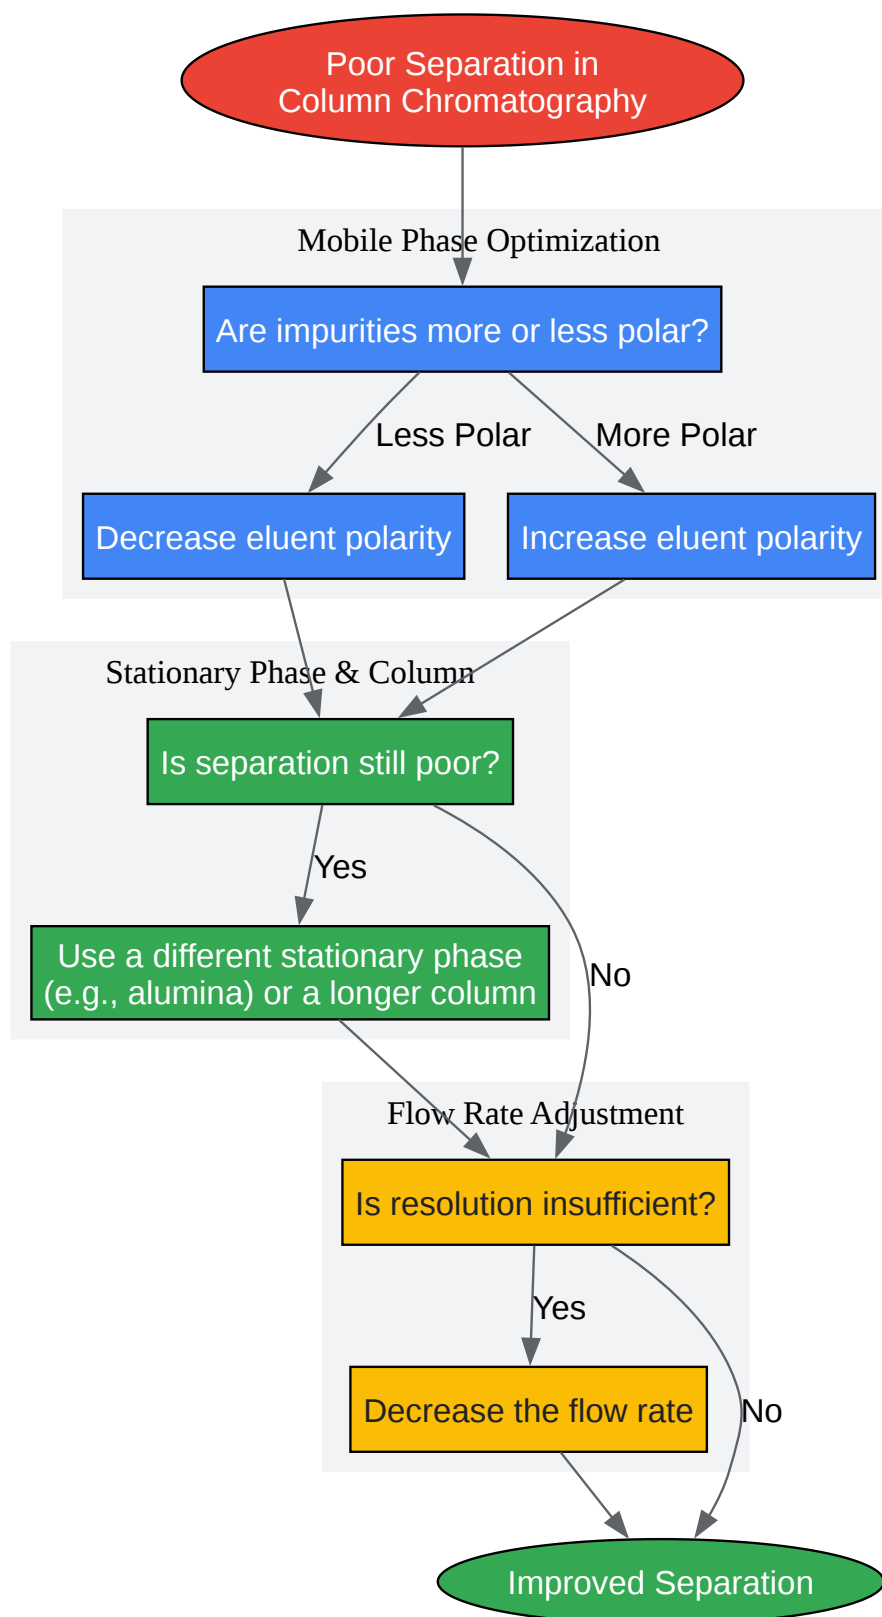 Poor Separation in
Column Chromatography
Mobile Phase Optimization
Are impurities more or less polar?
Less Polar
More Polar
Decrease eluent polarity
Increase eluent polarity
Stationary Phase & Column
Is separation still poor?
Yes
Use a different stationary phase
(e.g., alumina) or a longer column
No
Flow Rate Adjustment
Is resolution insufficient?
Yes
Decrease the flow rate
No
Improved Separation